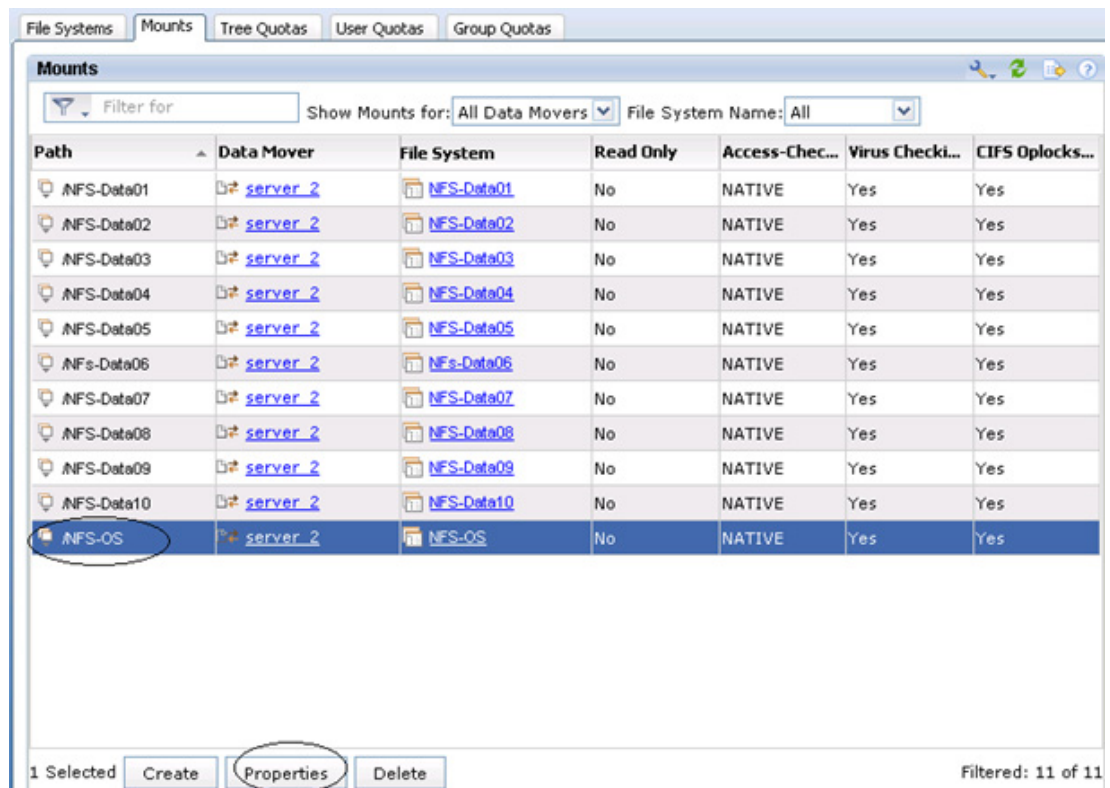 File Systems Mounts Tree Quotas User Quotas Group Quotas
Mounts
Filter for Show Mounts for: All Data Movers File System Name: All
Path Data Mover File System Read Only Access-Chec... Virus Checki... CIFS Oplocks...
/NFS-Data01 server_2 NFS-Data01 No NATIVE Yes Yes
/NFS-Data02 server_2 NFS-Data02 No NATIVE Yes Yes
/NFS-Data03 server_2 NFS-Data03 No NATIVE Yes Yes
/NFS-Data04 server_2 NFS-Data04 No NATIVE Yes Yes
/NFS-Data05 server_2 NFS-Data05 No NATIVE Yes Yes
/NFs-Data06 server_2 NFs-Data06 No NATIVE Yes Yes
/NFS-Data07 server_2 NFS-Data07 No NATIVE Yes Yes
/NFS-Data08 server_2 NFS-Data08 No NATIVE Yes Yes
/NFS-Data09 server_2 NFS-Data09 No NATIVE Yes Yes
/NFS-Data10 server_2 NFS-Data10 No NATIVE Yes Yes
/NFS-OS server_2 NFS-OS No NATIVE Yes Yes
1 Selected Create Properties Delete Filtered: 11 of 11